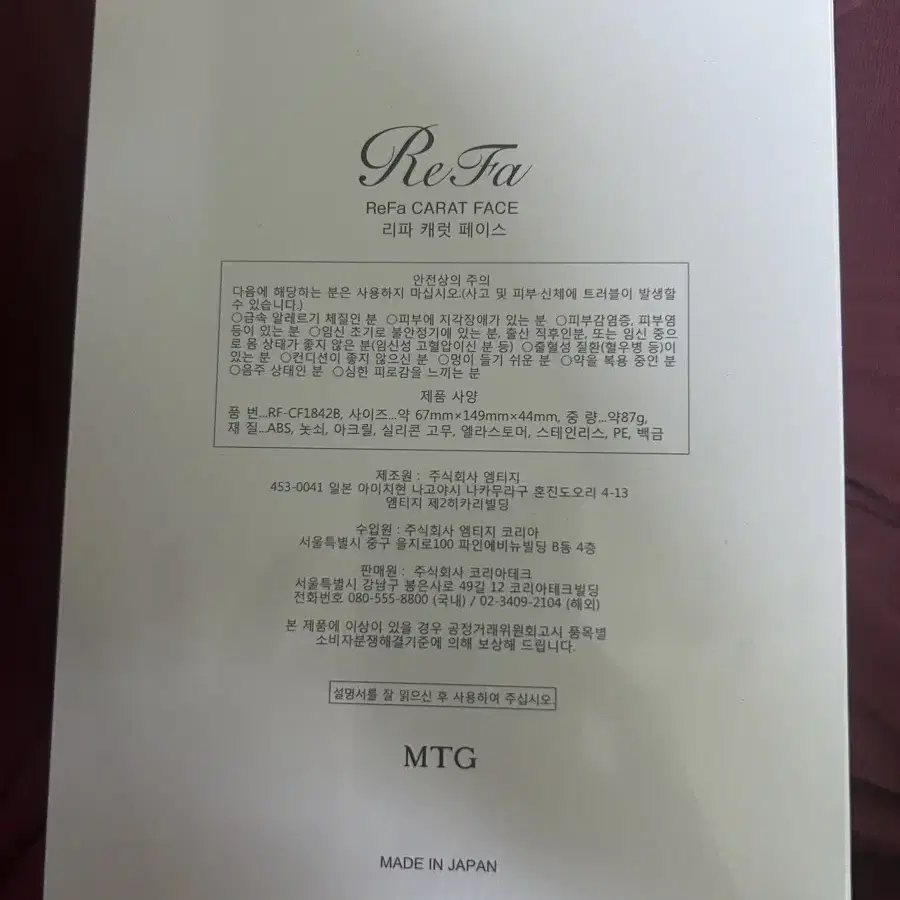 ReFa
ReFa CARAT FACE
리파 캐럿 페이스
안전상의 주의
다음에 해당하는 분은 사용하지 마십시오.(사고 및 피부·신체에 트러블이 발생할
수 있습니다.)
○금속 알레르기 체질인 분 ○피부에 지각장애가 있는 분 ○피부감염증, 피부염
등이 있는 분 ○임신 초기로 불안정기에 있는 분, 출산 직후인분, 또는 임신 중으
로 몸 상태가 좋지 않은 분(임신성 고혈압이신 분 등) ○출혈성 질환(혈우병 등)이
있는 분 ○컨디션이 좋지 않으신 분 ○멍이 들기 쉬운 분 ○약을 복용 중인 분
○음주 상태인 분 ○심한 피로감을 느끼는 분
제품 사양
품 번...RF-CF1842B, 사이즈...약 67mm×149mm×44mm, 중 량...약87g,
재 질...ABS, 놋쇠, 아크릴, 실리콘 고무, 엘라스토머, 스테인리스, PE, 백금
제조원 : 주식회사 엠티지
453-0041 일본 아이치현 나고야시 나카무라구 혼진도오리 4-13
엠티지 제2히카리빌딩
수입원 : 주식회사 엠티지 코리아
서울특별시 중구 을지로100 파인에비뉴빌딩 B동 4층
판매원 : 주식회사 코리아테크
서울특별시 강남구 봉은사로 49길 12 코리아테크빌딩
전화번호 080-555-8800 (국내) / 02-3409-2104 (해외)
본 제품에 이상이 있을 경우 공정거래위원회고시 품목별
소비자분쟁해결기준에 의해 보상해 드립니다.
설명서를 잘 읽으신 후 사용하여 주십시오.
MTG
MADE IN JAPAN